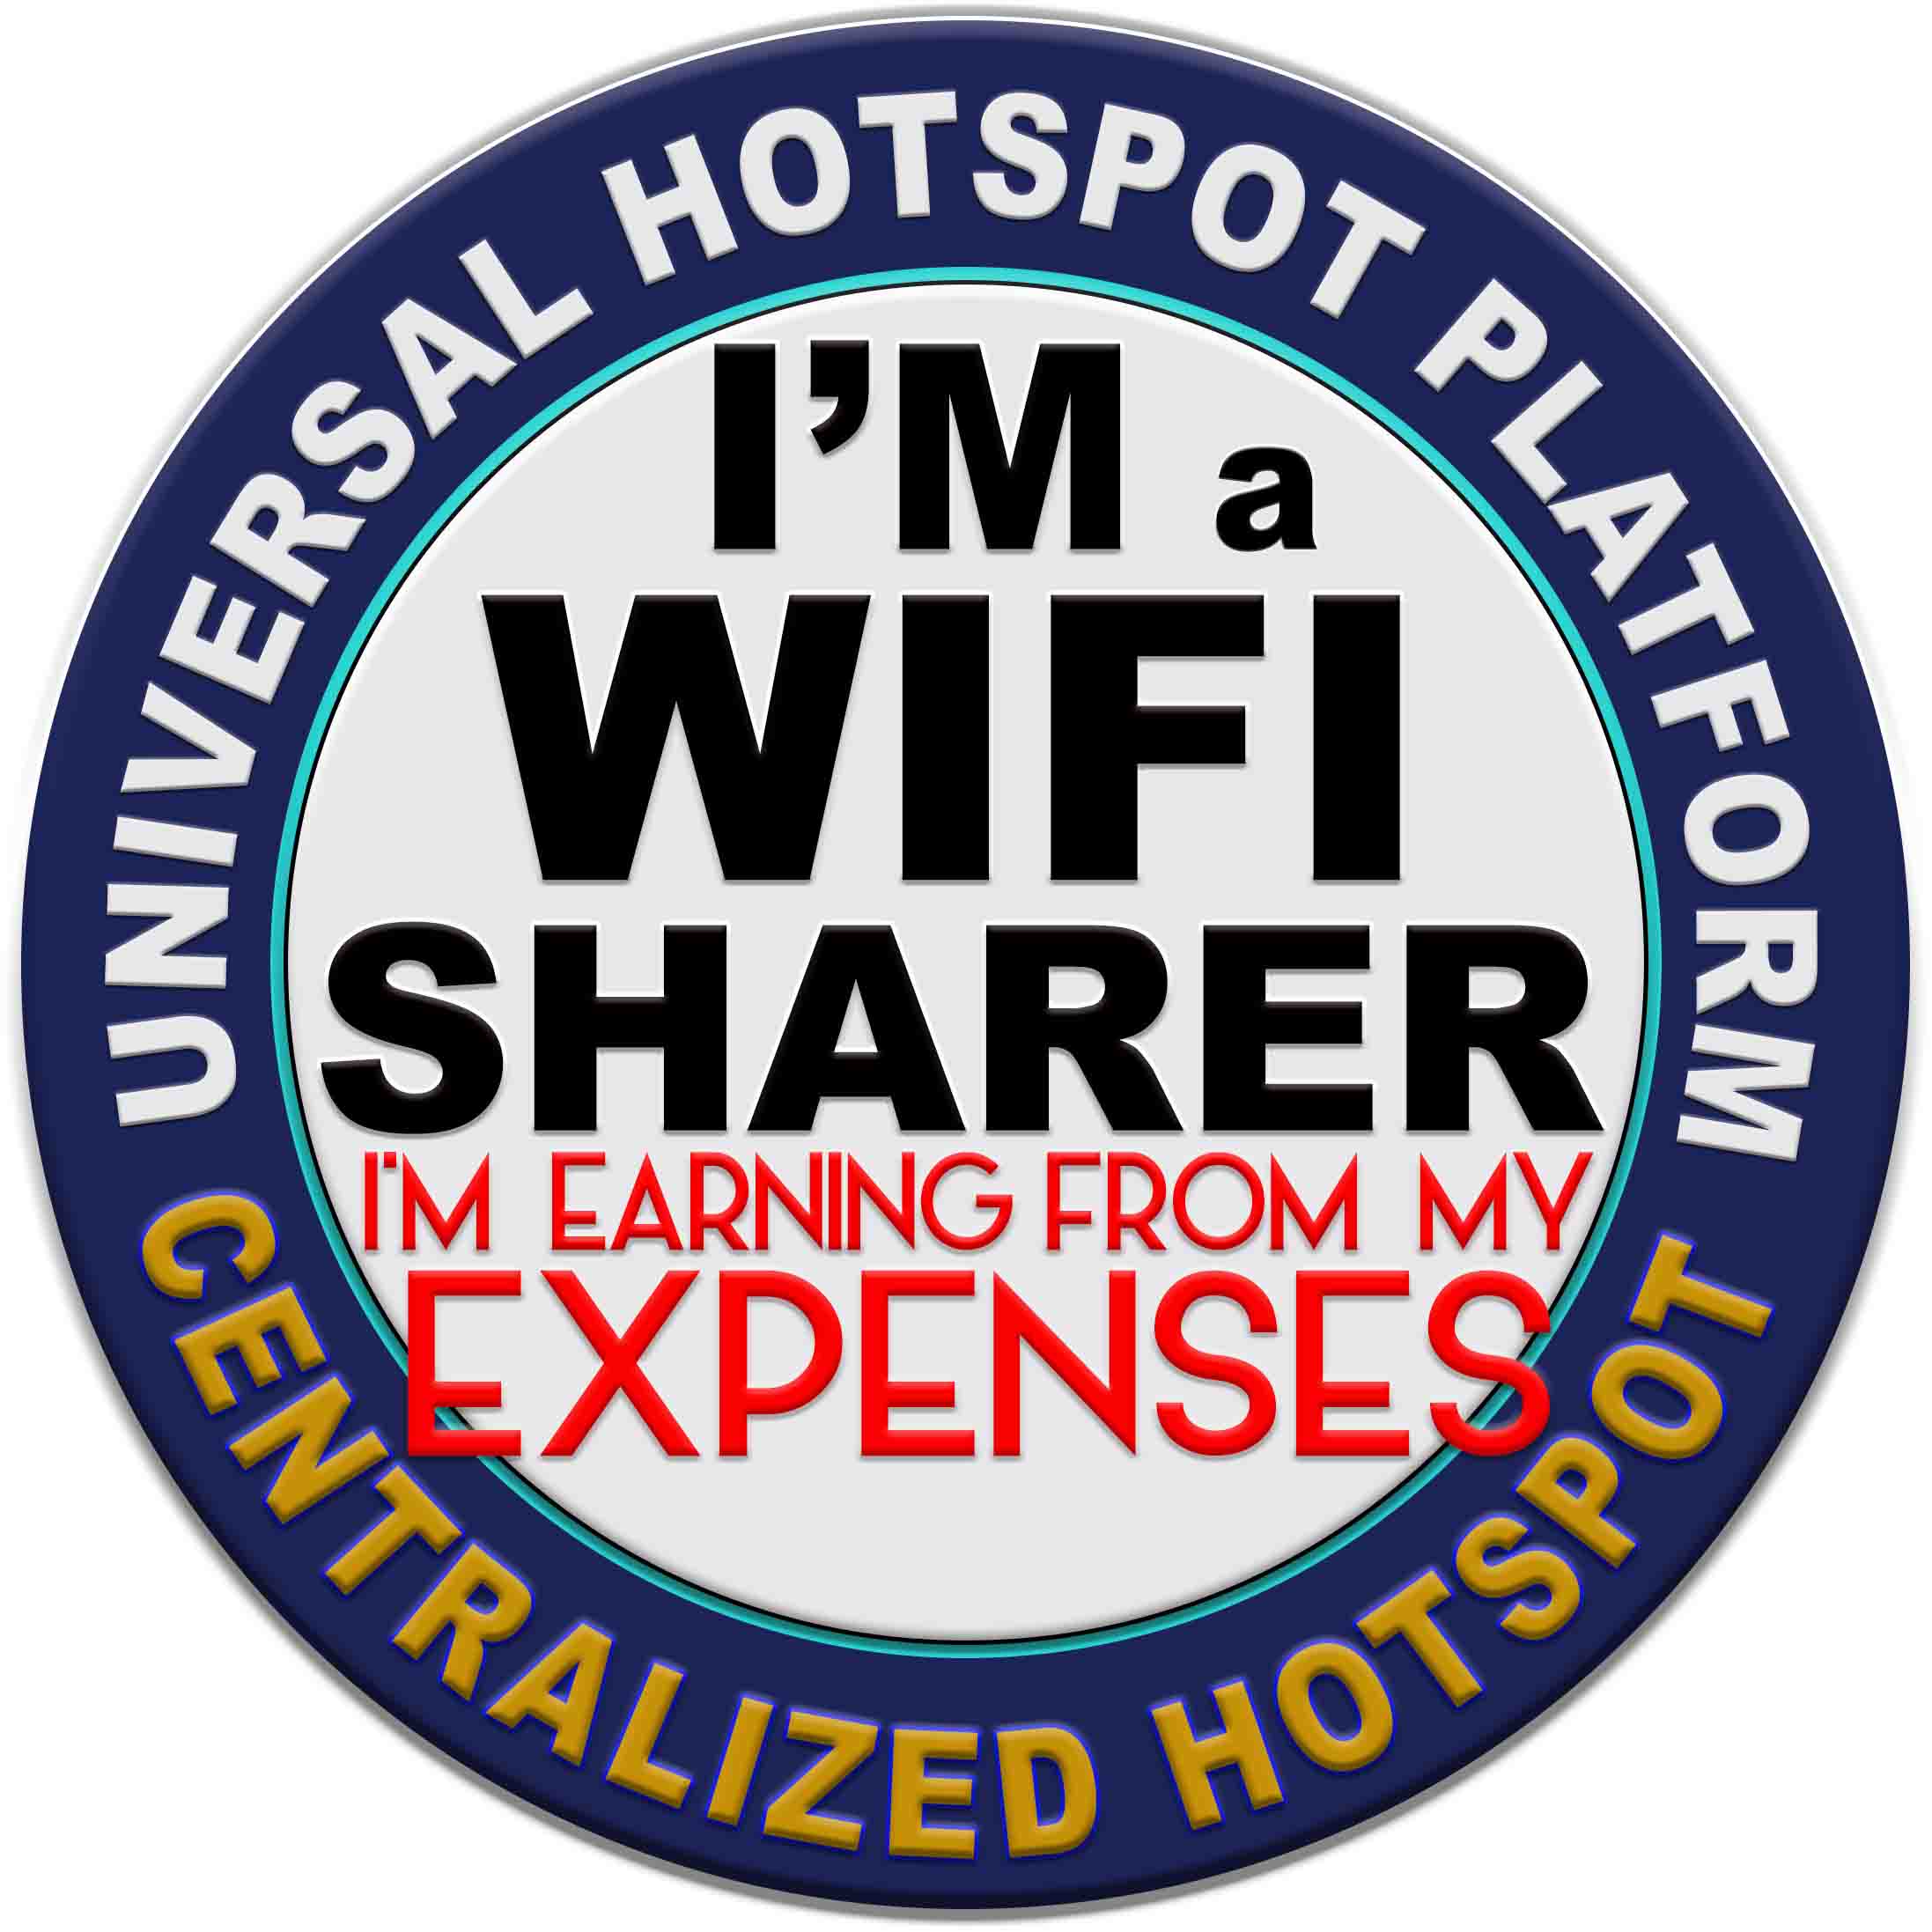 UNIVERSAL HOTSPOT PLATFORM
I'M a
WIFI
SHARER
I'M EARNING FROM MY
EXPENSES
CENTRALIZED HOTSPOT